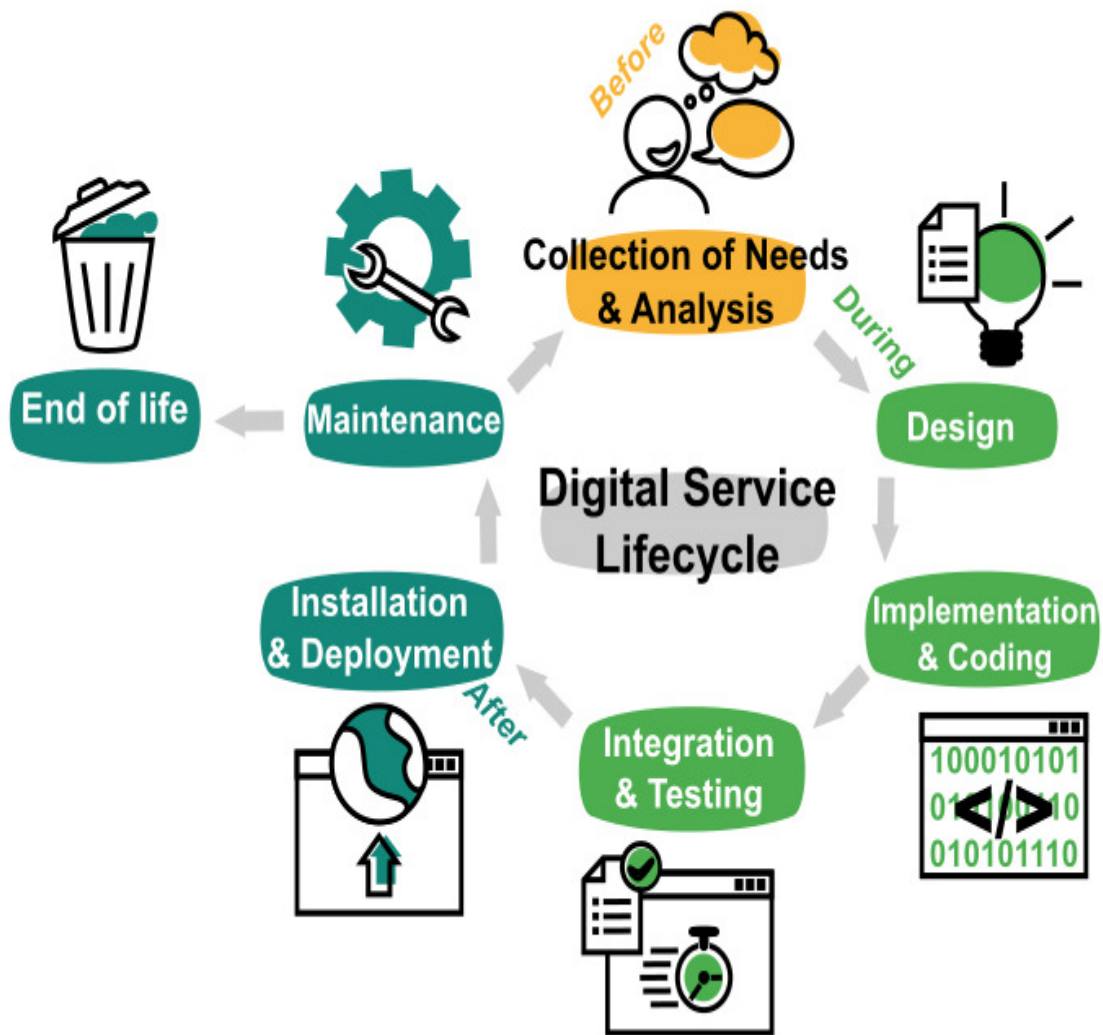 Before
Collection of Needs
& Analysis
During
Design
Implementation
& Coding
100010101
</>
010101110
Integration
& Testing
After
Installation
& Deployment
Maintenance
End of life
Digital Service
Lifecycle